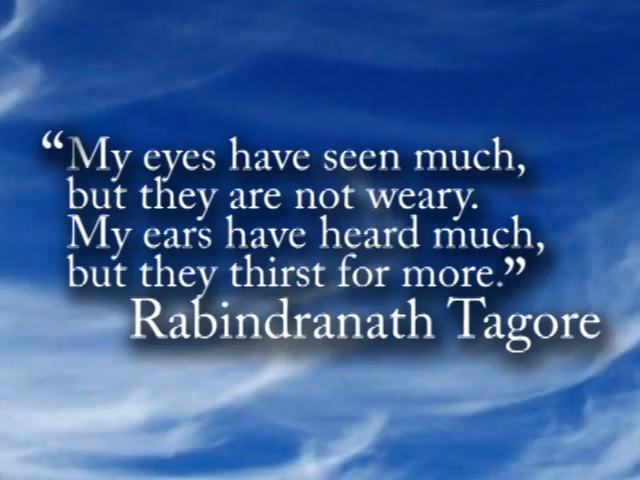 “My eyes have seen much,
but they are not weary.
My ears have heard much,
but they thirst for more.”
Rabindranath Tagore